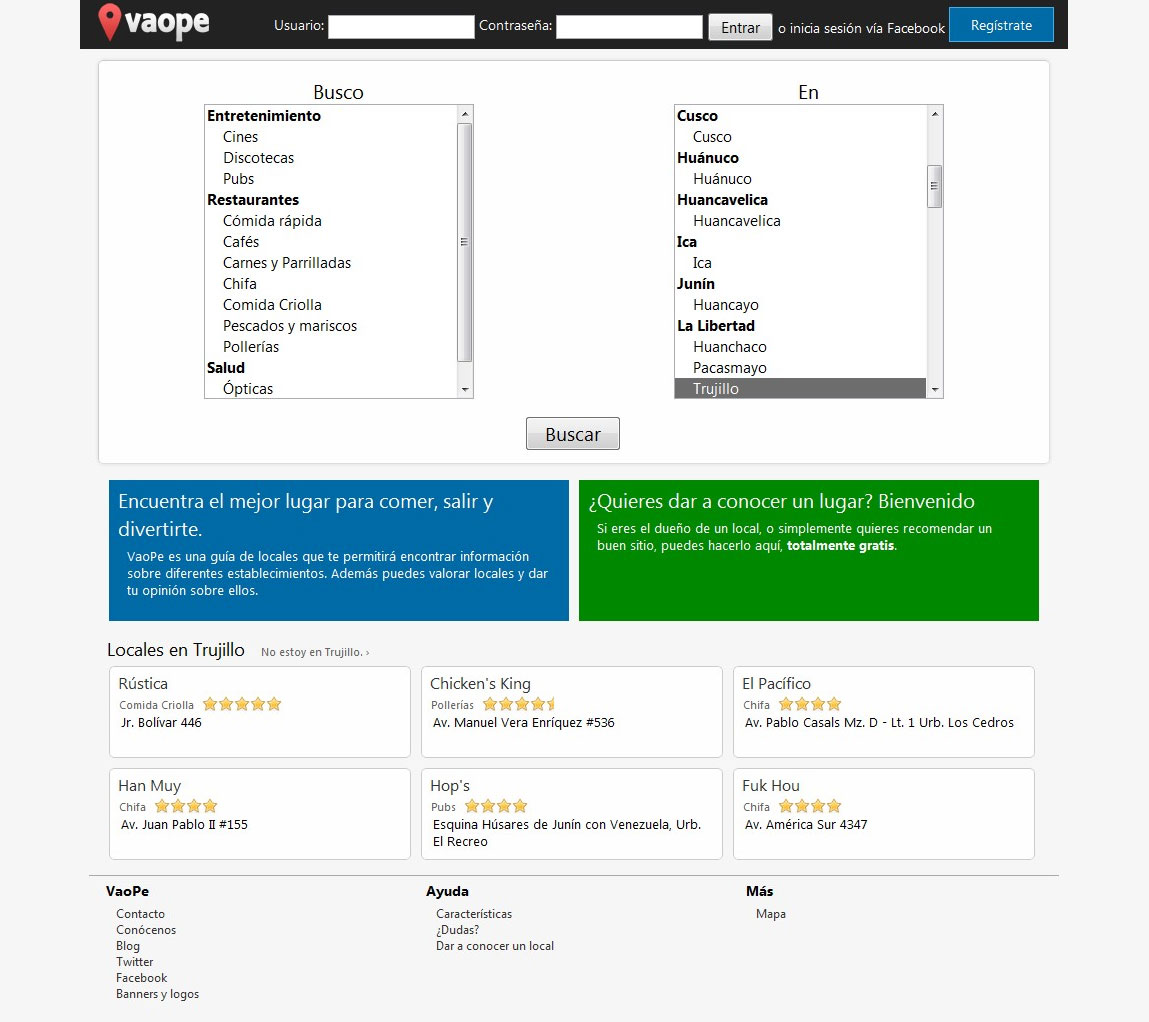 vaope
Usuario: Contraseña: Entrar o inicia sesión vía Facebook Regístrate
Busco
Entretenimiento
Cines
Discotecas
Pubs
Restaurantes
Cómida rápida
Cafés
Carnes y Parrilladas
Chifa
Comida Criolla
Pescados y mariscos
Pollerías
Salud
Ópticas
En
Cusco
Cusco
Huánuco
Huánuco
Huancavelica
Huancavelica
Ica
Ica
Junín
Huancayo
La Libertad
Huanchaco
Pacasmayo
Trujillo
Buscar
Encuentra el mejor lugar para comer, salir y
divertirte.
VaoPe es una guía de locales que te permitirá encontrar información
sobre diferentes establecimientos. Además puedes valorar locales y dar
tu opinión sobre ellos.
¿Quieres dar a conocer un lugar? Bienvenido
Si eres el dueño de un local, o simplemente quieres recomendar un
buen sitio, puedes hacerlo aquí, totalmente gratis.
Locales en Trujillo No estoy en Trujillo. ›
Rústica
Comida Criolla
Jr. Bolívar 446
Chicken's King
Pollerías
Av. Manuel Vera Enríquez #536
El Pacífico
Chifa
Av. Pablo Casals Mz. D - Lt. 1 Urb. Los Cedros
Han Muy
Chifa
Av. Juan Pablo II #155
Hop's
Pubs
Esquina Húsares de Junín con Venezuela, Urb.
El Recreo
Fuk Hou
Chifa
Av. América Sur 4347
VaoPe
Contacto
Conócenos
Blog
Twitter
Facebook
Banners y logos
Ayuda
Características
¿Dudas?
Dar a conocer un local
Más
Mapa